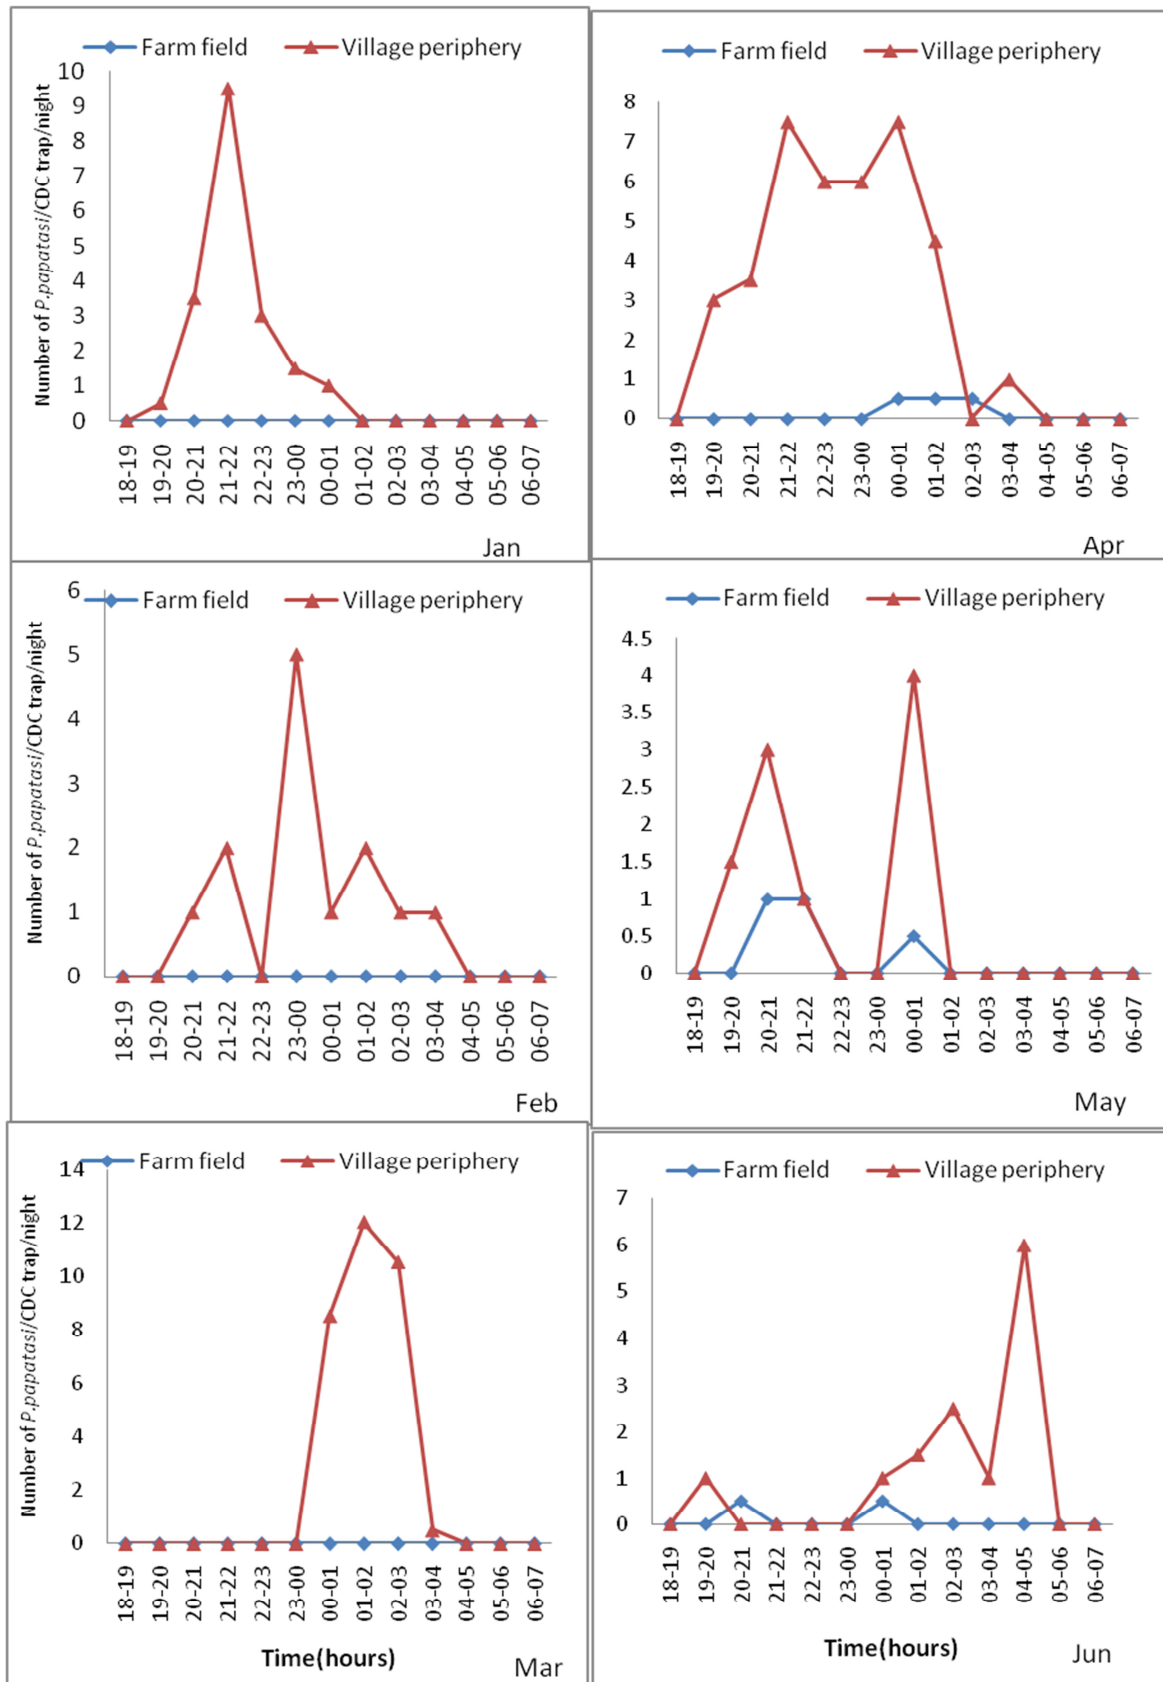 Farm field Village periphery
Number of P.papatasi/CDC trap/night
10
9
8
7
6
5
4
3
2
1
0
18-19 19-20 20-21 21-22 22-23 23-00 00-01 01-02 02-03 03-04 04-05 05-06 06-07
Jan
Farm field Village periphery
8
7
6
5
4
3
2
1
0
18-19 19-20 20-21 21-22 22-23 23-00 00-01 01-02 02-03 03-04 04-05 05-06 06-07
Apr
Farm field Village periphery
Number of P.papatasi/CDC trap/night
6
5
4
3
2
1
0
18-19 19-20 20-21 21-22 22-23 23-00 00-01 01-02 02-03 03-04 04-05 05-06 06-07
Feb
Farm field Village periphery
4.5
4
3.5
3
2.5
2
1.5
1
0.5
0
18-19 19-20 20-21 21-22 22-23 23-00 00-01 01-02 02-03 03-04 04-05 05-06 06-07
May
Farm field Village periphery
Number of P.papatasi/CDC trap/night
14
12
10
8
6
4
2
0
18-19 19-20 20-21 21-22 22-23 23-00 00-01 01-02 02-03 03-04 04-05 05-06 06-07
Time(hours)
Mar
Farm field Village periphery
7
6
5
4
3
2
1
0
18-19 19-20 20-21 21-22 22-23 23-00 00-01 01-02 02-03 03-04 04-05 05-06 06-07
Time(hours)
Jun